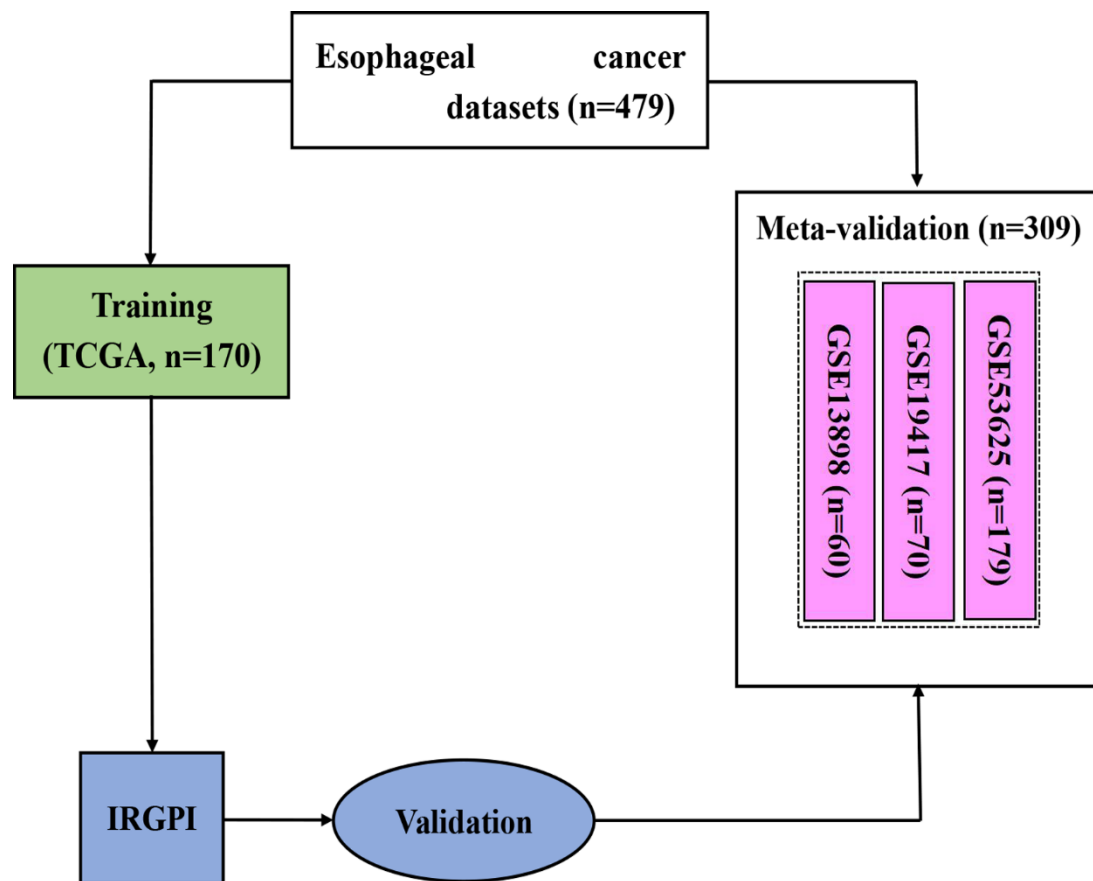 Esophageal cancer
datasets (n=479)
Training
(TCGA, n=170)
Meta-validation (n=309)
GSE13898 (n=60)
GSE19417 (n=70)
GSE53625 (n=179)
IRGPI
Validation